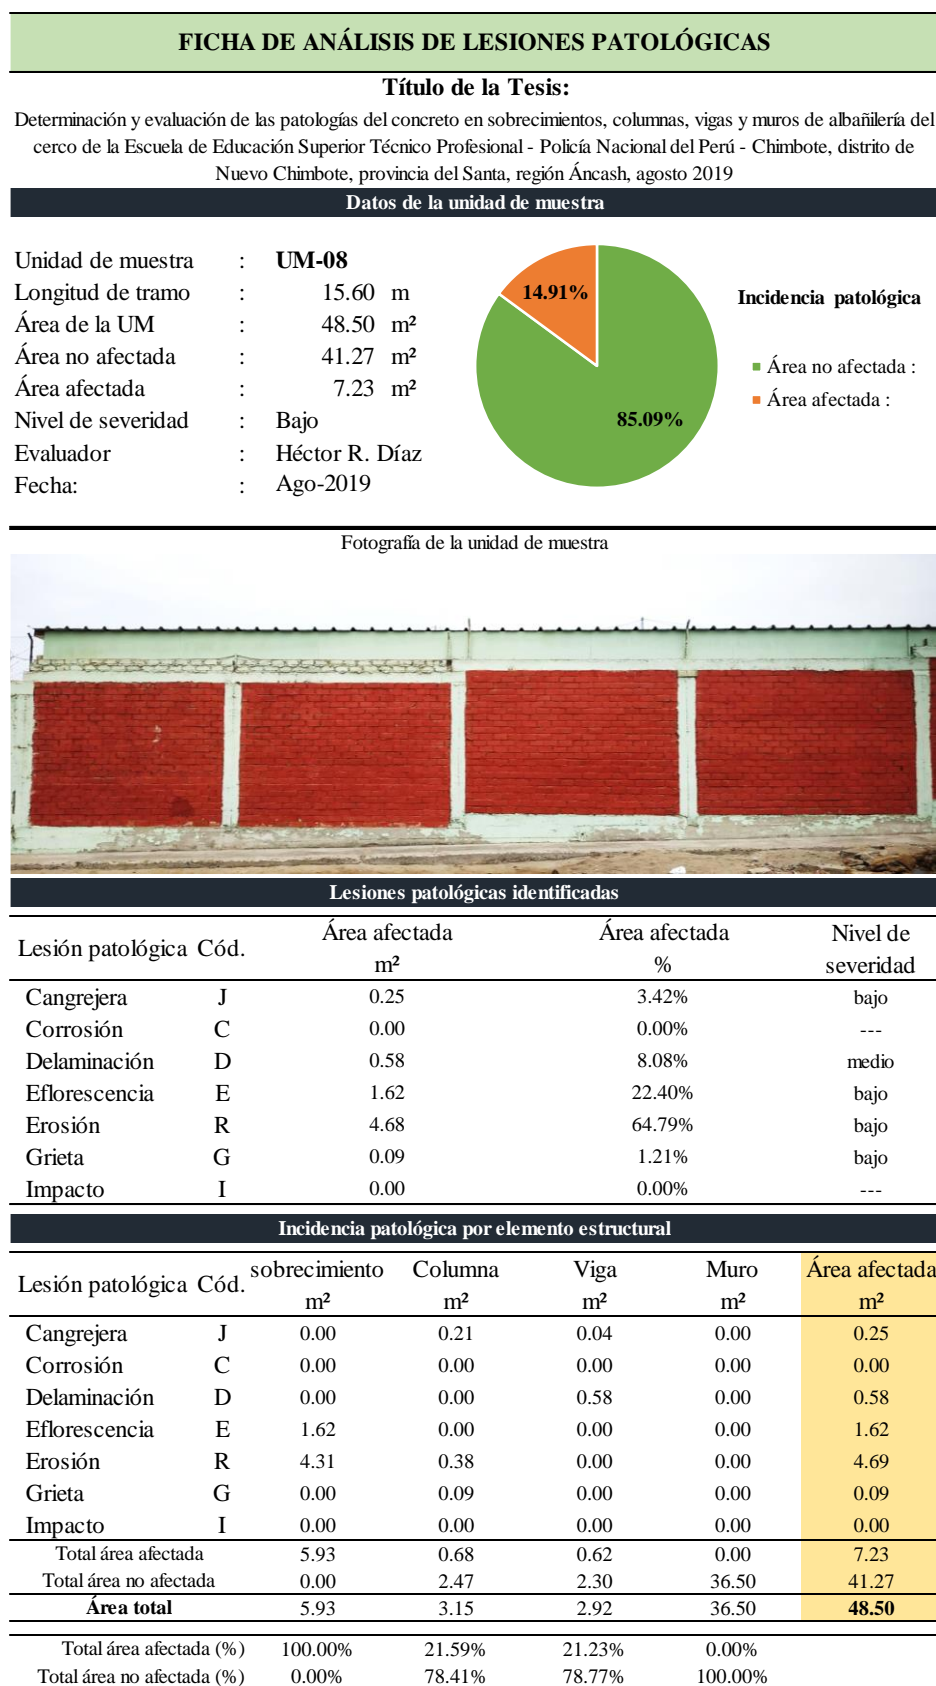 FICHA DE ANÁLISIS DE LESIONES PATOLÓGICAS
Título de la Tesis:
Determinación y evaluación de las patologías del concreto en sobrecimientos, columnas, vigas y muros de albañilería del
cerco de la Escuela de Educación Superior Técnico Profesional - Policía Nacional del Perú - Chimbote, distrito de
Nuevo Chimbote, provincia del Santa, región Áncash, agosto 2019
Datos de la unidad de muestra
Unidad de muestra : UM-08
Longitud de tramo : 15.60 m
Área de la UM : 48.50 m²
Área no afectada : 41.27 m²
Área afectada : 7.23 m²
Nivel de severidad : Bajo
Evaluador : Héctor R. Díaz
Fecha: : Ago-2019
14.91%
85.09%
Incidencia patológica
Área no afectada :
Área afectada :
Fotografía de la unidad de muestra
Lesiones patológicas identificadas
Lesión patológica Cód. Área afectada m² Área afectada % Nivel de severidad
Cangrejera J 0.25 3.42% bajo
Corrosión C 0.00 0.00% ---
Delaminación D 0.58 8.08% medio
Eflorescencia E 1.62 22.40% bajo
Erosión R 4.68 64.79% bajo
Grieta G 0.09 1.21% bajo
Impacto I 0.00 0.00% ---
Incidencia patológica por elemento estructural
Lesión patológica Cód. sobrecimiento m² Columna m² Viga m² Muro m² Área afectada m²
Cangrejera J 0.00 0.21 0.04 0.00 0.25
Corrosión C 0.00 0.00 0.00 0.00 0.00
Delaminación D 0.00 0.00 0.58 0.00 0.58
Eflorescencia E 1.62 0.00 0.00 0.00 1.62
Erosión R 4.31 0.38 0.00 0.00 4.69
Grieta G 0.00 0.09 0.00 0.00 0.09
Impacto I 0.00 0.00 0.00 0.00 0.00
Total área afectada 5.93 0.68 0.62 0.00 7.23
Total área no afectada 0.00 2.47 2.30 36.50 41.27
Área total 5.93 3.15 2.92 36.50 48.50
Total área afectada (%) 100.00% 21.59% 21.23% 0.00%
Total área no afectada (%) 0.00% 78.41% 78.77% 100.00%